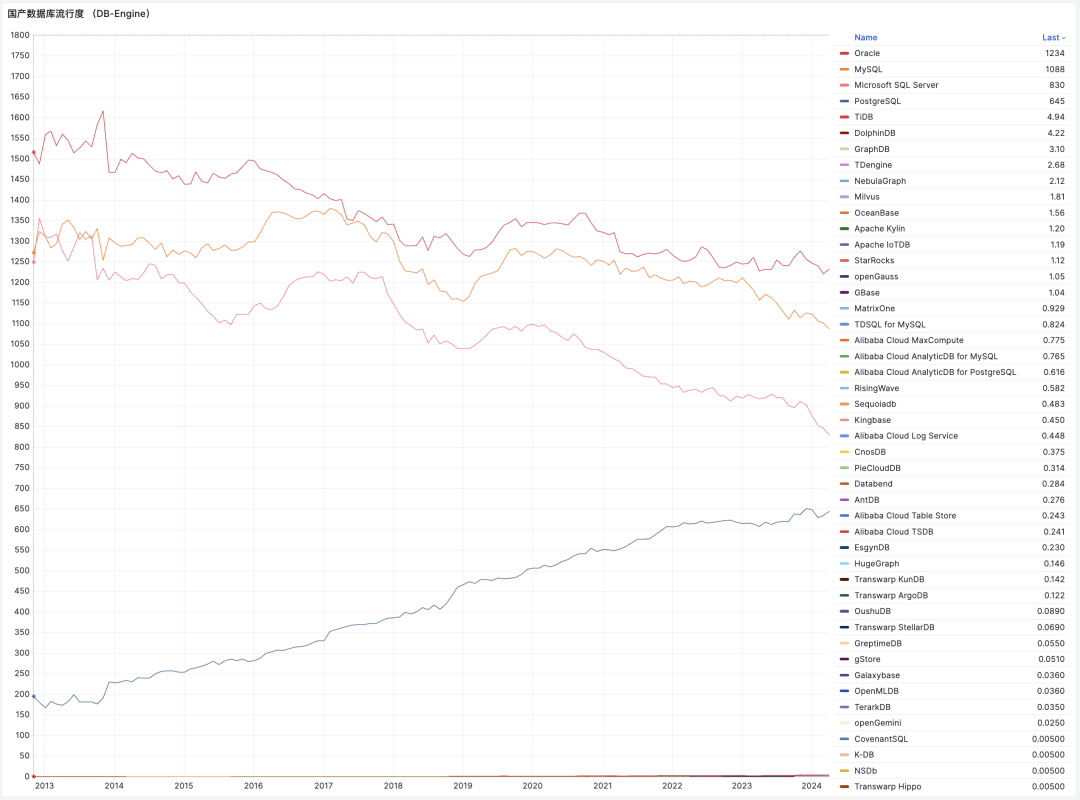 国产数据库流行度 （DB-Engine）
1800
1750
1700
1650
1600
1550
1500
1450
1400
1350
1300
1250
1200
1150
1100
1050
1000
950
900
850
800
750
700
650
600
550
500
450
400
350
300
250
200
150
100
50
0
2013 2014 2015 2016 2017 2018 2019 2020 2021 2022 2023 2024
Name Last
Oracle 1234
MySQL 1088
Microsoft SQL Server 830
PostgreSQL 645
TiDB 4.94
DolphinDB 4.22
GraphDB 3.10
TDengine 2.68
NebulaGraph 2.12
Milvus 1.81
OceanBase 1.56
Apache Kylin 1.20
Apache IoTDB 1.19
StarRocks 1.12
openGauss 1.05
GBase 1.04
MatrixOne 0.929
TDSQL for MySQL 0.824
Alibaba Cloud MaxCompute 0.775
Alibaba Cloud AnalyticDB for MySQL 0.765
Alibaba Cloud AnalyticDB for PostgreSQL 0.616
RisingWave 0.582
Sequoiadb 0.483
Kingbase 0.450
Alibaba Cloud Log Service 0.448
CnosDB 0.375
PieCloudDB 0.314
Databend 0.284
AntDB 0.276
Alibaba Cloud Table Store 0.243
Alibaba Cloud TSDB 0.241
EsgynDB 0.230
HugeGraph 0.146
Transwarp KunDB 0.142
Transwarp ArgoDB 0.122
OushuDB 0.0890
Transwarp StellarDB 0.0690
GreptimeDB 0.0550
gStore 0.0510
Galaxybase 0.0360
OpenMLDB 0.0360
TerarkDB 0.0350
openGemini 0.0250
CovenantSQL 0.00500
K-DB 0.00500
NSDb 0.00500
Transwarp Hippo 0.00500